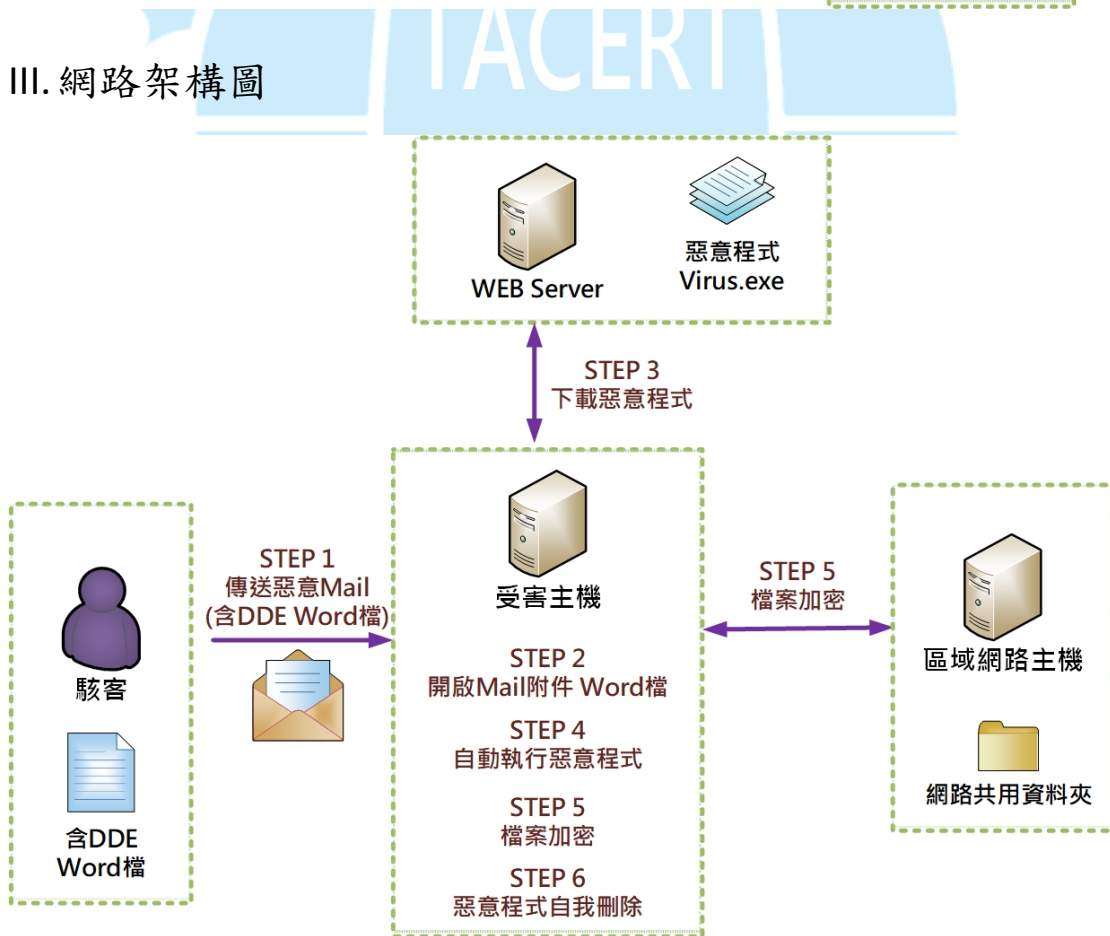 TACERT
III. 網路架構圖
WEB Server
惡意程式
Virus.exe
STEP 3
下載惡意程式
駭客
含DDE
Word檔
STEP 1
傳送惡意Mail
(含DDE Word檔)
受害主機
STEP 2
開啟Mail附件 Word檔
STEP 4
自動執行惡意程式
STEP 5
檔案加密
STEP 6
惡意程式自我刪除
STEP 5
檔案加密
區域網路主機
網路共用資料夾